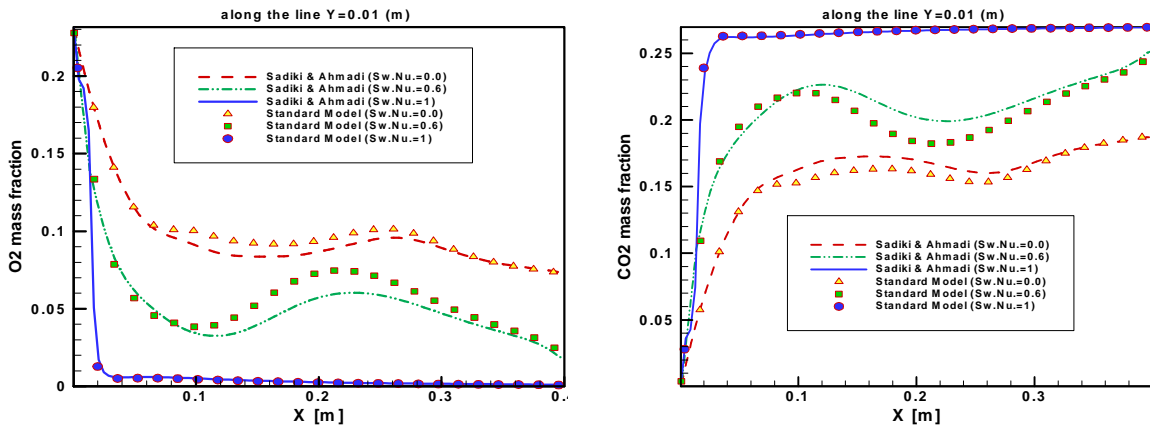 along the line Y=0.01 (m)
O2 mass fraction
0.2
0.15
0.1
0.05
0
Sadiki & Ahmadi (Sw.Nu.=0.0)
Sadiki & Ahmadi (Sw.Nu.=0.6)
Sadiki & Ahmadi (Sw.Nu.=1)
Standard Model (Sw.Nu.=0.0)
Standard Model (Sw.Nu.=0.6)
Standard Model (Sw.Nu.=1)
0.1
0.2
0.3
X [m]
along the line Y=0.01 (m)
CO2 mass fraction
0.25
0.2
0.15
0.1
0.05
Sadiki & Ahmadi (Sw.Nu.=0.0)
Sadiki & Ahmadi (Sw.Nu.=0.6)
Sadiki & Ahmadi (Sw.Nu.=1)
Standard Model (Sw.Nu.=0.0)
Standard Model (Sw.Nu.=0.6)
Standard Model (Sw.Nu.=1)
0.1
0.2
0.3
X [m]